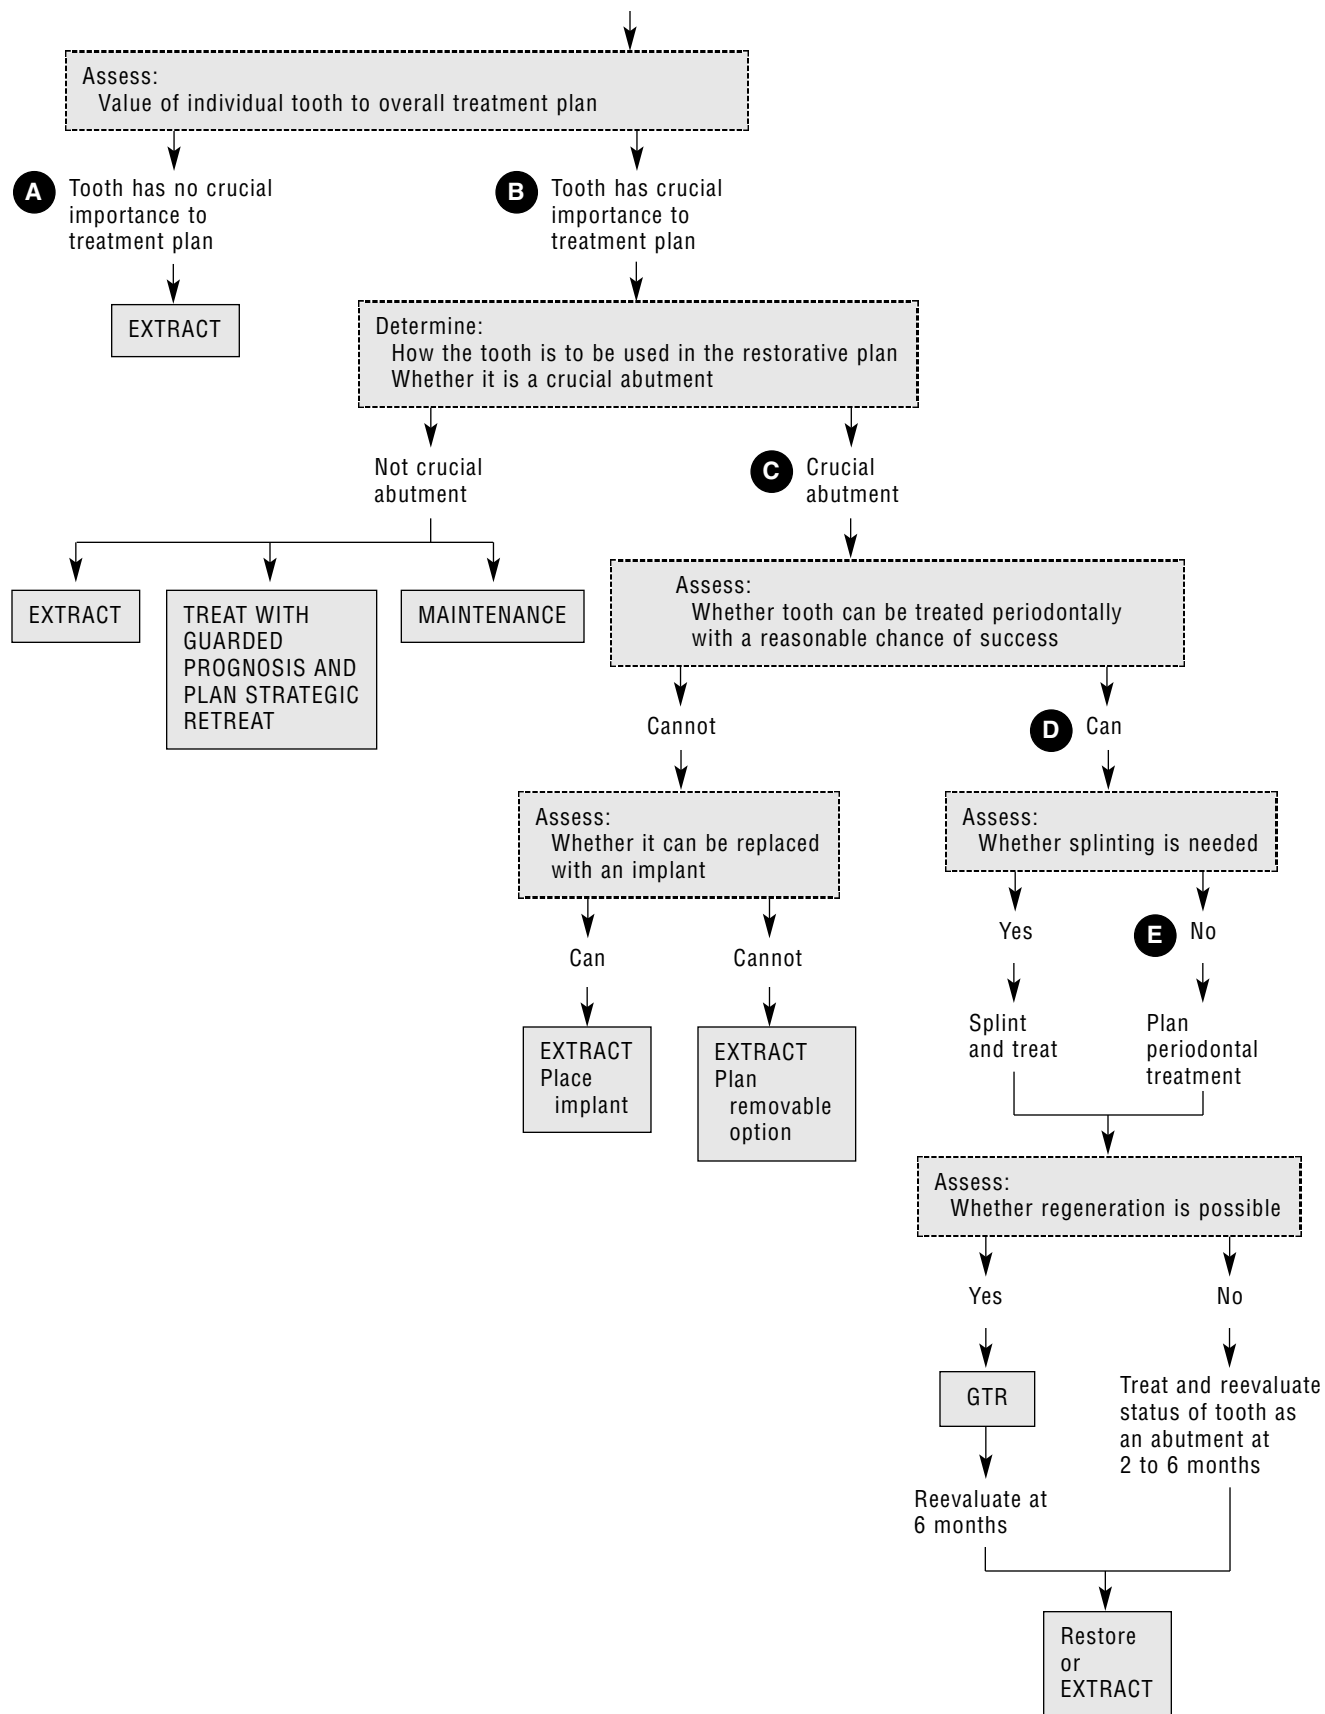 Assess:
Value of individual tooth to overall treatment plan
A
Tooth has no crucial
importance to
treatment plan
B
Tooth has crucial
importance to
treatment plan
EXTRACT
Determine:
How the tooth is to be used in the restorative plan
Whether it is a crucial abutment
Not crucial
abutment
C
Crucial
abutment
EXTRACT
TREAT WITH
GUARDED
PROGNOSIS AND
PLAN STRATEGIC
RETREAT
MAINTENANCE
Assess:
Whether tooth can be treated periodontally
with a reasonable chance of success
Cannot
D
Can
Assess:
Whether it can be replaced
with an implant
Assess:
Whether splinting is needed
Can
Cannot
Yes
E
No
EXTRACT
Place
implant
EXTRACT
Plan
removable
option
Splint
and treat
Plan
periodontal
treatment
Assess:
Whether regeneration is possible
Yes
No
GTR
Treat and reevaluate
status of tooth as
an abutment at
2 to 6 months
Reevaluate at
6 months
Restore
or
EXTRACT